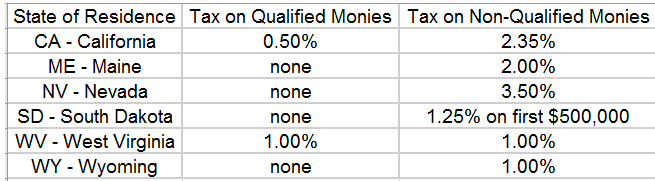 State of Residence Tax on Qualified Monies Tax on Non-Qualified Monies
CA - California 0.50% 2.35%
ME - Maine none 2.00%
NV - Nevada none 3.50%
SD - South Dakota none 1.25% on first $500,000
WV - West Virginia 1.00% 1.00%
WY - Wyoming none 1.00%